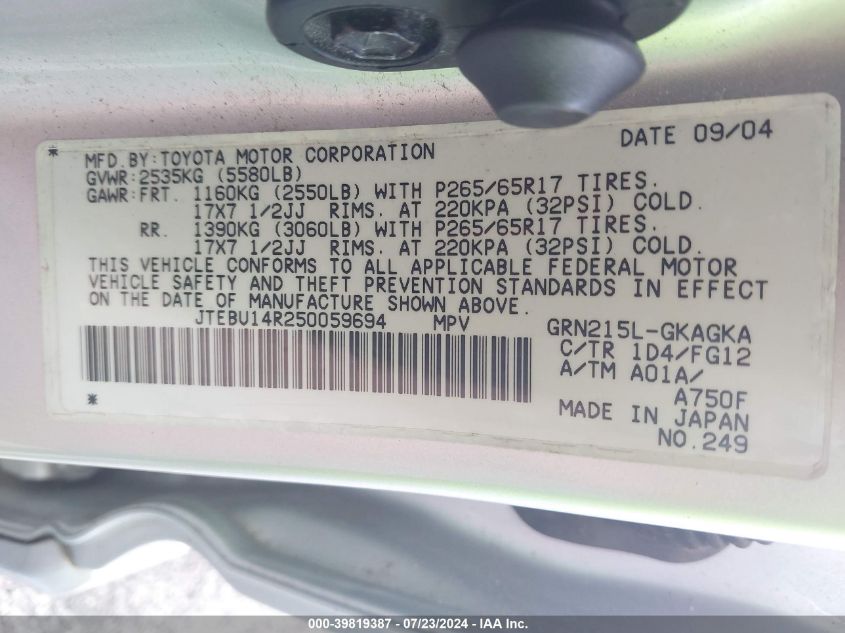 DATE 09/04
* MFD.BY:TOYOTA MOTOR CORPORATION
GVWR:2535KG (5580LB)
GAWR:FRT. 1160KG (2550LB) WITH P265/65R17 TIRES.
17X7 1/2JJ RIMS. AT 220KPA (32PSI) COLD.
RR. 1390KG (3060LB) WITH P265/65R17 TIRES.
17X7 1/2JJ RIMS. AT 220KPA (32PSI) COLD.
THIS VEHICLE CONFORMS TO ALL APPLICABLE FEDERAL MOTOR
VEHICLE SAFETY AND THEFT PREVENTION STANDARDS IN EFFECT
ON THE DATE OF MANUFACTURE SHOWN ABOVE.
JTEBU14R250059694 MPV GRN215L-GKAGKA
C/TR 1D4/FG12
A/TM A01A/
A750F
*
MADE IN JAPAN
NO.249
000-39819387 - 07/23/2024 - IAA Inc.